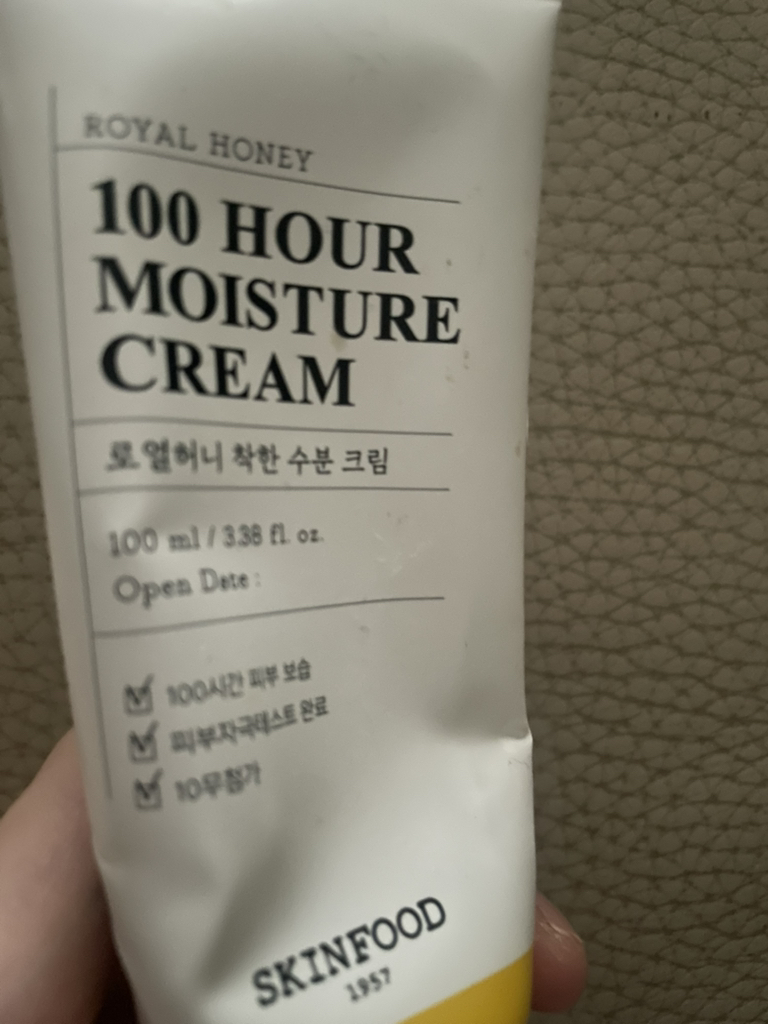 ROYAL HONEY
100 HOUR
MOISTURE
CREAM
로열허니 착한 수분 크림
100 ml / 3.38 fl. oz.
Open Date :
100시간 피부 보습
피부자극테스트 완료
10무첨가
SKINFOOD
1957